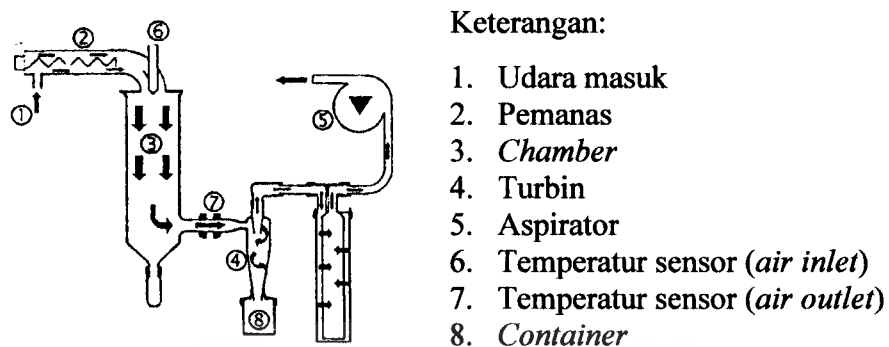 ②
⑥
①
③
⑤
⑦
④
⑧
Keterangan:
1. Udara masuk
2. Pemanas
3. Chamber
4. Turbin
5. Aspirator
6. Temperatur sensor (air inlet)
7. Temperatur sensor (air outlet)
8. Container